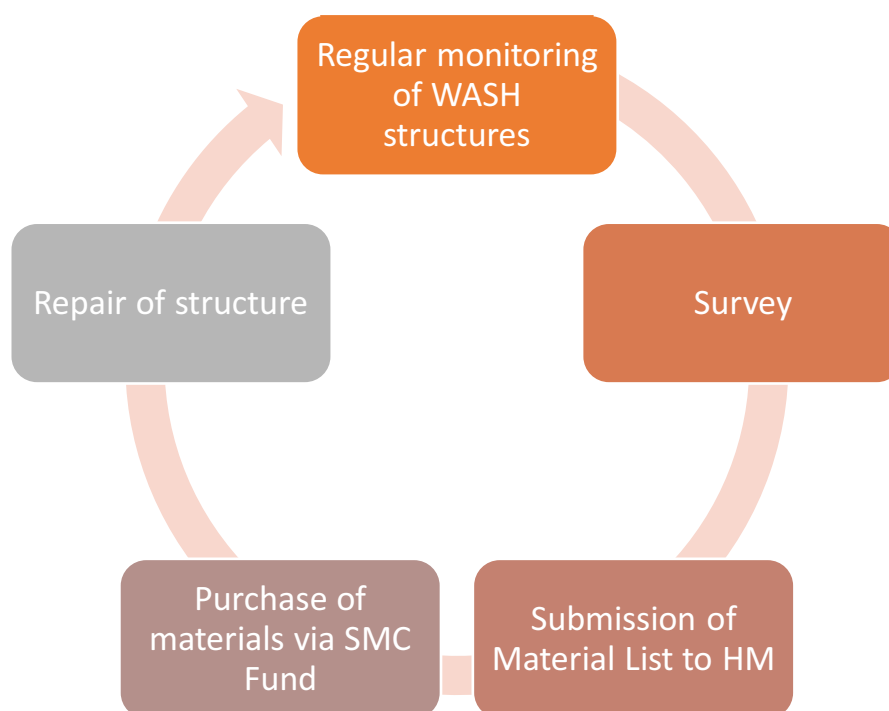 Regular monitoring
of WASH
structures
Survey
Submission of
Material List to HM
Purchase of
materials via SMC
Fund
Repair of structure